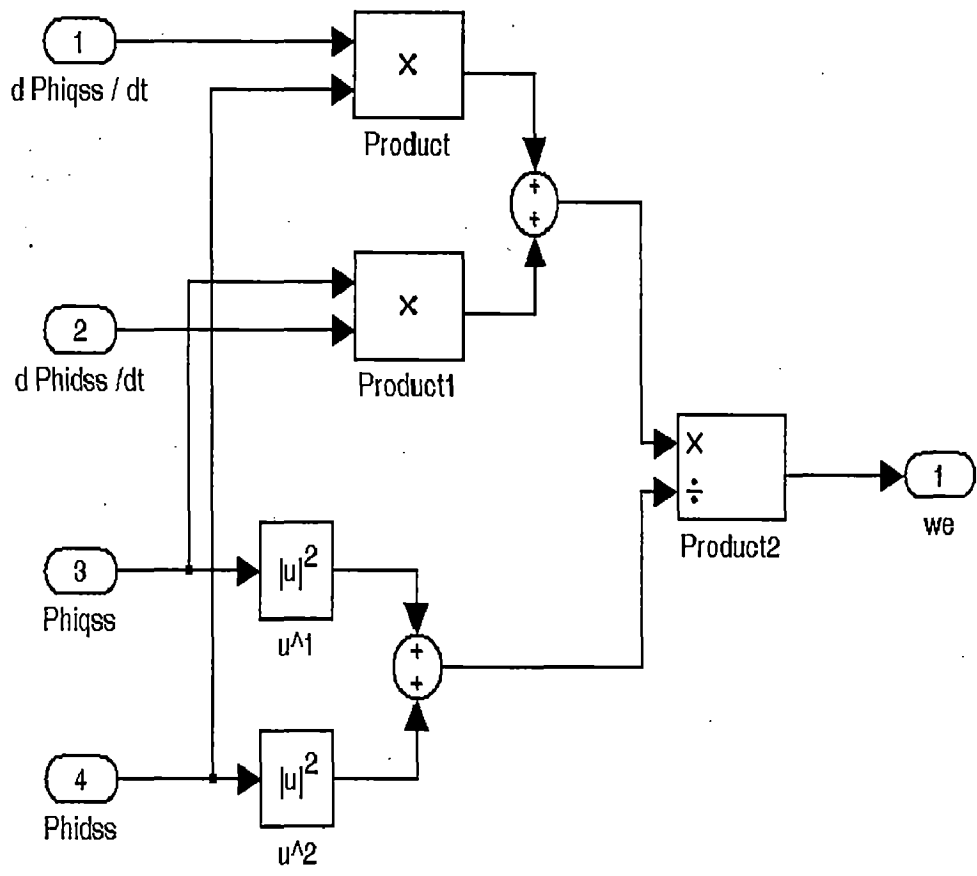 1
d Phiqss / dt
X
Product
+
+
2
d Phidss /dt
X
Product1
X
÷
Product2
1
we
3
Phiqss
|u|^2
u^1
+
+
4
Phidss
|u|^2
u^2